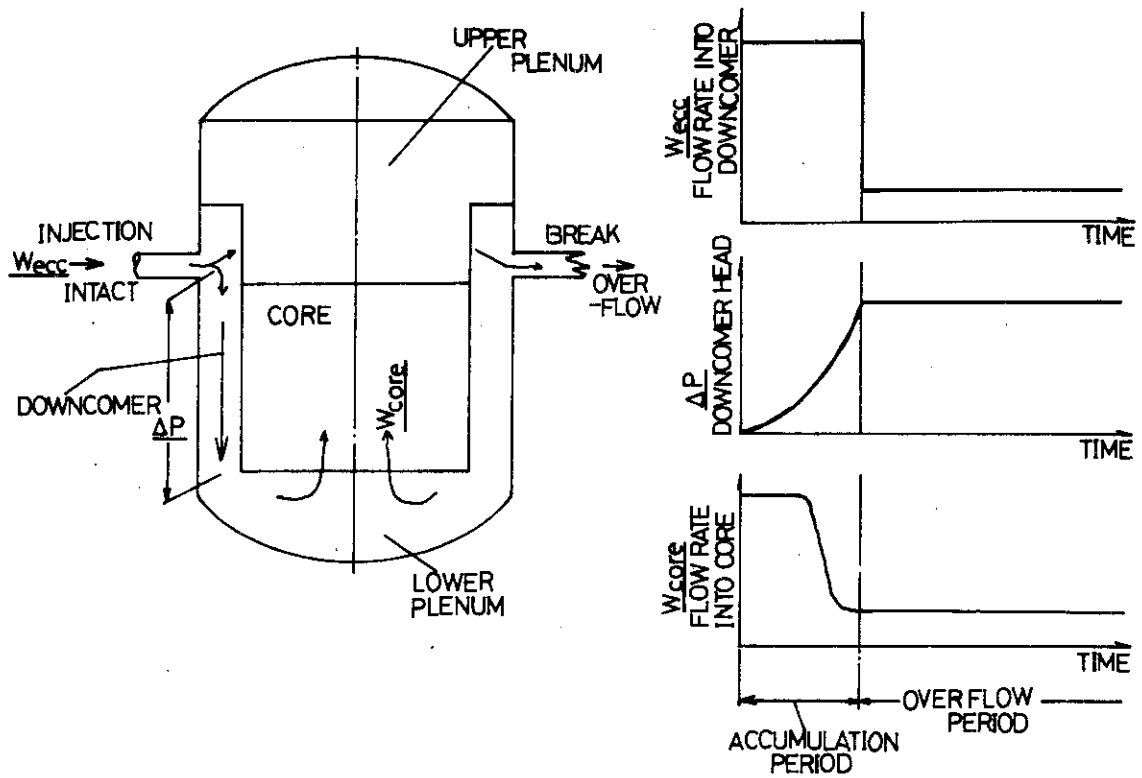 UPPER
PLENUM
INJECTION
Wecc
INTACT
BREAK
OVER
-FLOW
CORE
DOWNCOMER
ΔP
Wcore
LOWER
PLENUM
Wecc
FLOW RATE INTO
DOWNCOMER
TIME
ΔP
DOWNCOMER HEAD
TIME
Wcore
FLOW RATE
INTO CORE
TIME
OVER FLOW
PERIOD
ACCUMULATION
PERIOD